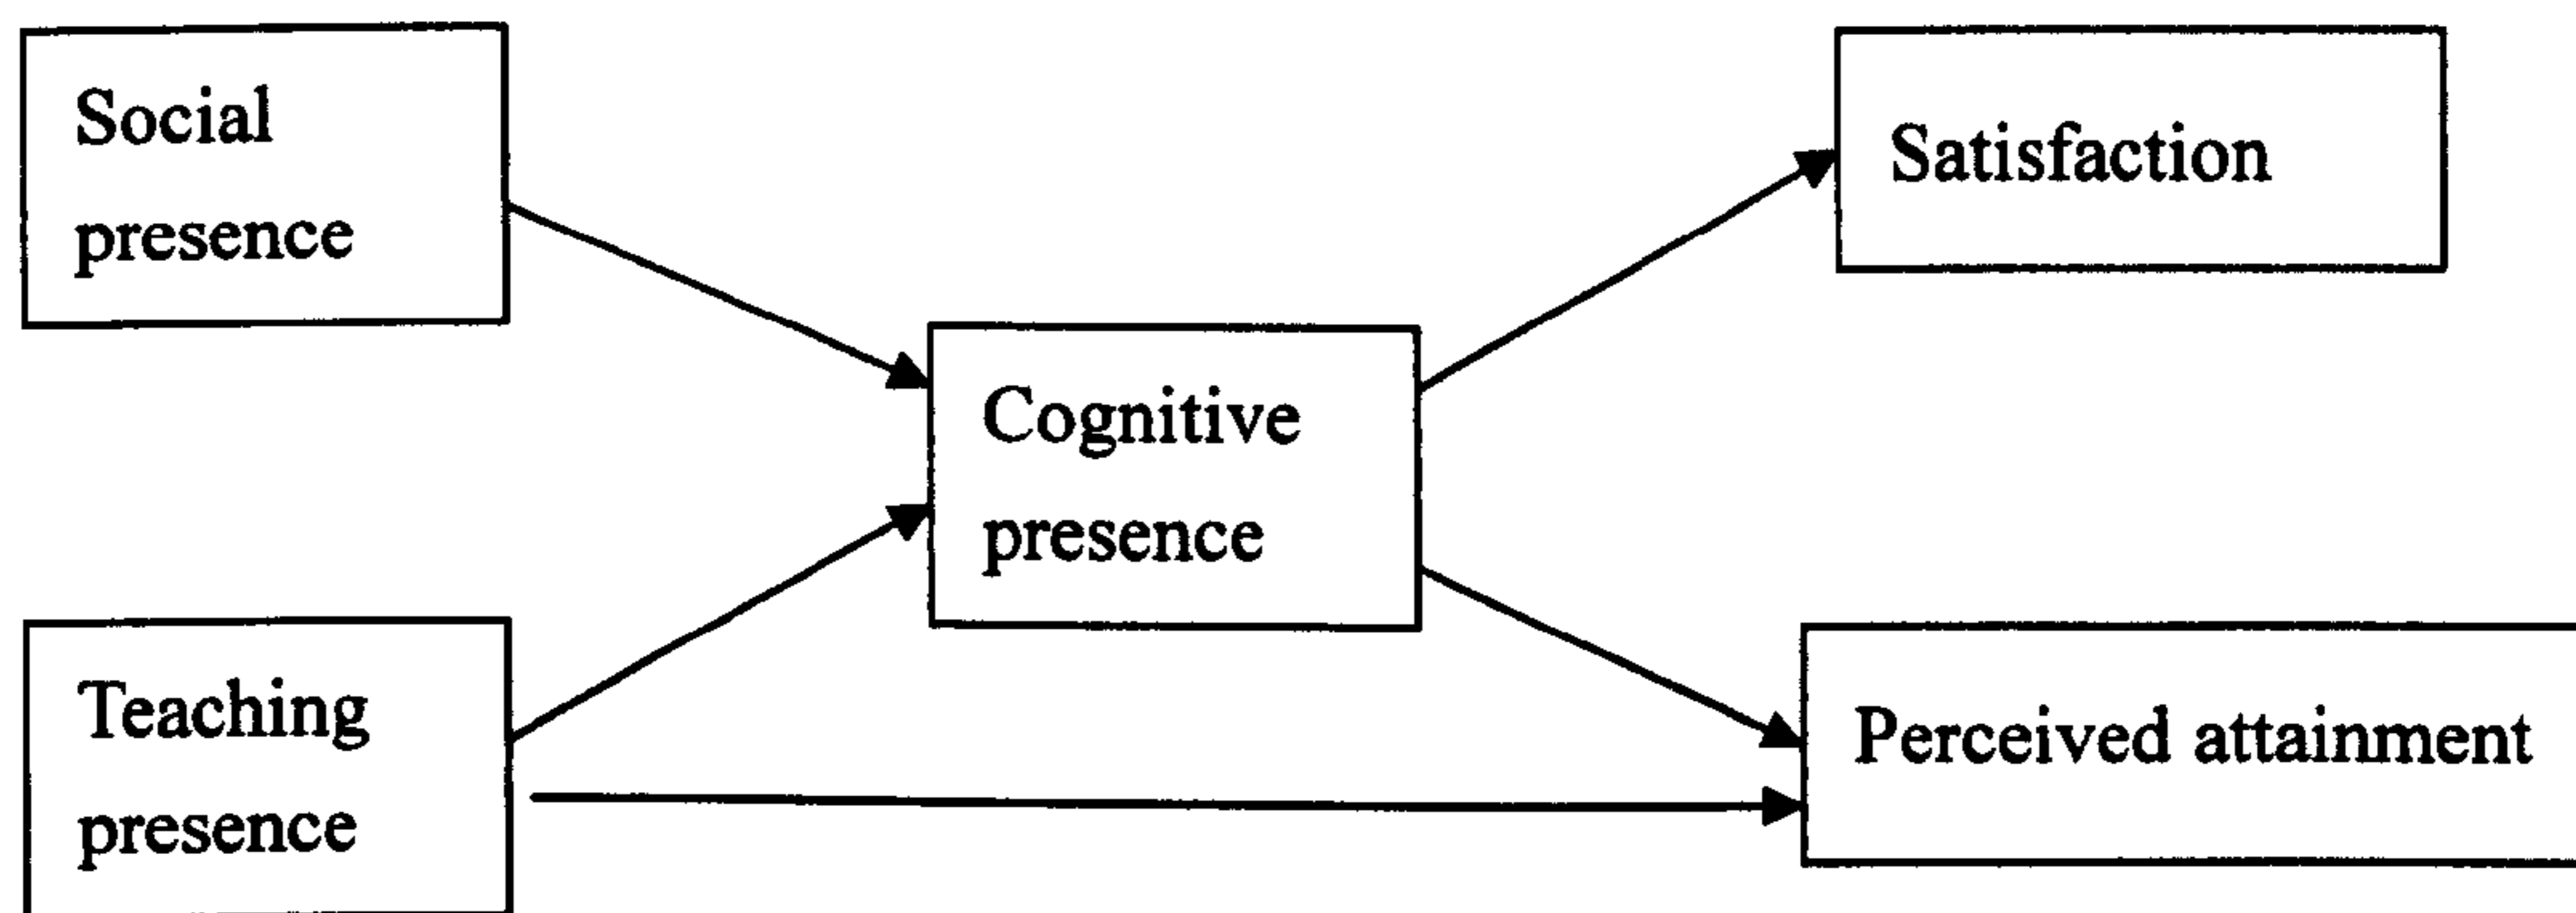 Social
presence
Satisfaction
Cognitive
presence
Teaching
presence
Perceived attainment